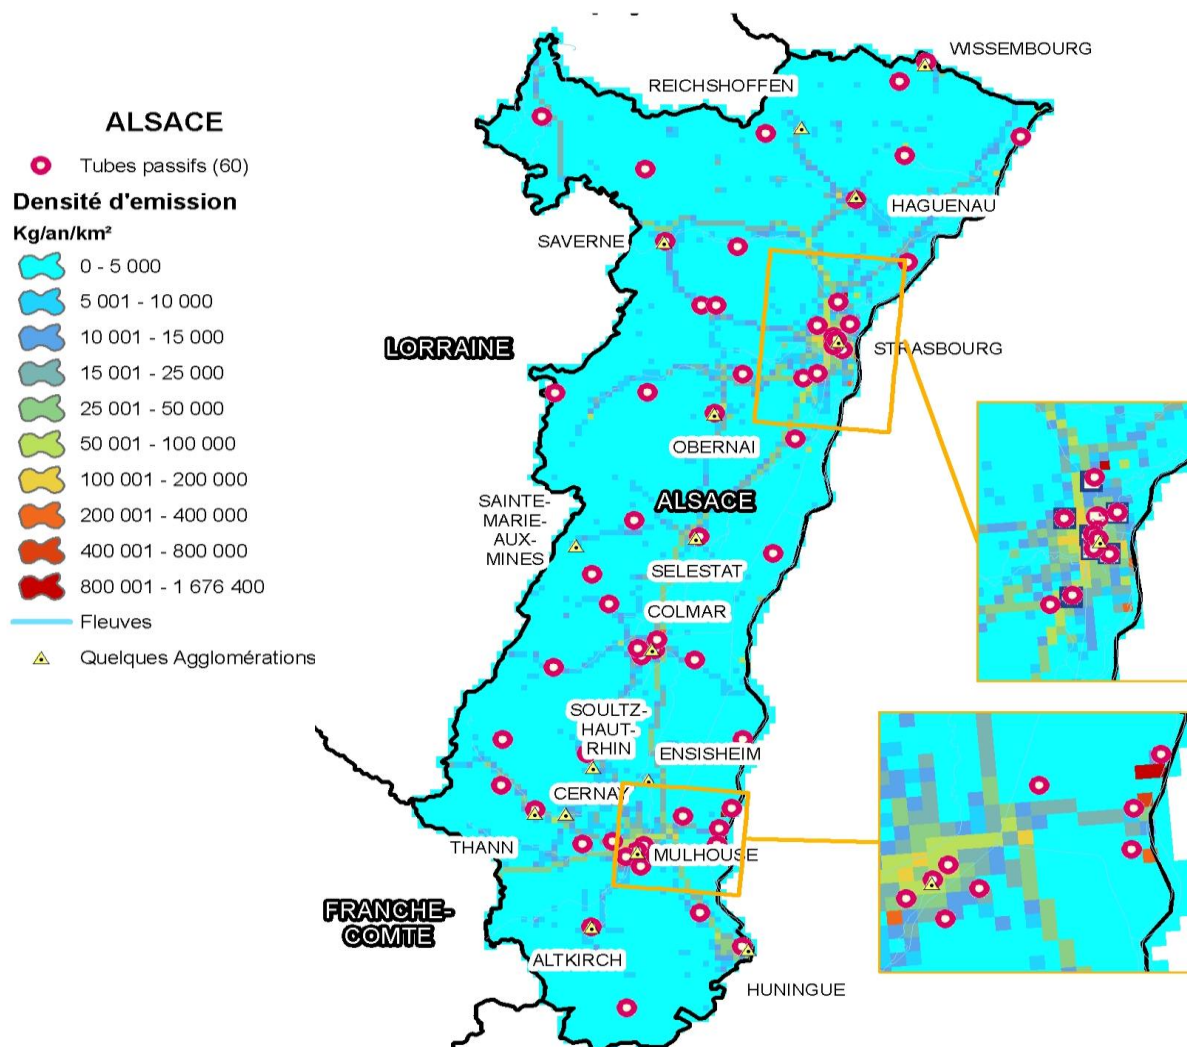 ALSACE
Tubes passifs (60)
Densité d'emission
Kg/an/km²
0 - 5 000
5 001 - 10 000
10 001 - 15 000
15 001 - 25 000
25 001 - 50 000
50 001 - 100 000
100 001 - 200 000
200 001 - 400 000
400 001 - 800 000
800 001 - 1 676 400
Fleuves
Quelques Agglomérations
WISSEMBOURG
REICHSHOFFEN
HAGUENAU
SAVERNE
LORRAINE
STRASBOURG
OBERNAI
SAINTE-
MARIE-
AUX-
MINES
ALSACE
SELESTAT
COLMAR
SOULTZ-
HAUT-
RHIN
ENSISHEIM
CERNAY
THANN
MULHOUSE
FRANCHE-
COMTE
ALTKIRCH
HUNINGUE